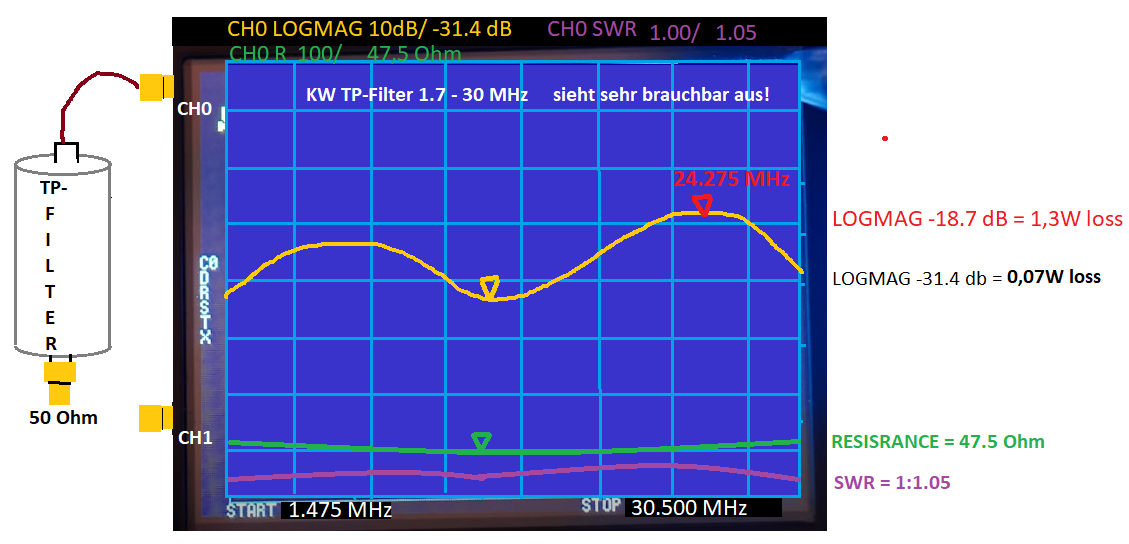 CH0 LOGMAG 10dB/ -31.4 dB CH0 SWR 1.00/ 1.05
CH0 R 100/ 47.5 Ohm
KW TP-Filter 1.7 - 30 MHz sieht sehr brauchbar aus!
CH0
TP-
F
I
L
T
E
R
50 Ohm
24.275 MHz
LOGMAG -18.7 dB = 1,3W loss
LOGMAG -31.4 db = 0,07W loss
C0
D
R
S
T
X
CH1
RESISRANCE = 47.5 Ohm
SWR = 1:1.05
START 1.475 MHz STOP 30.500 MHz